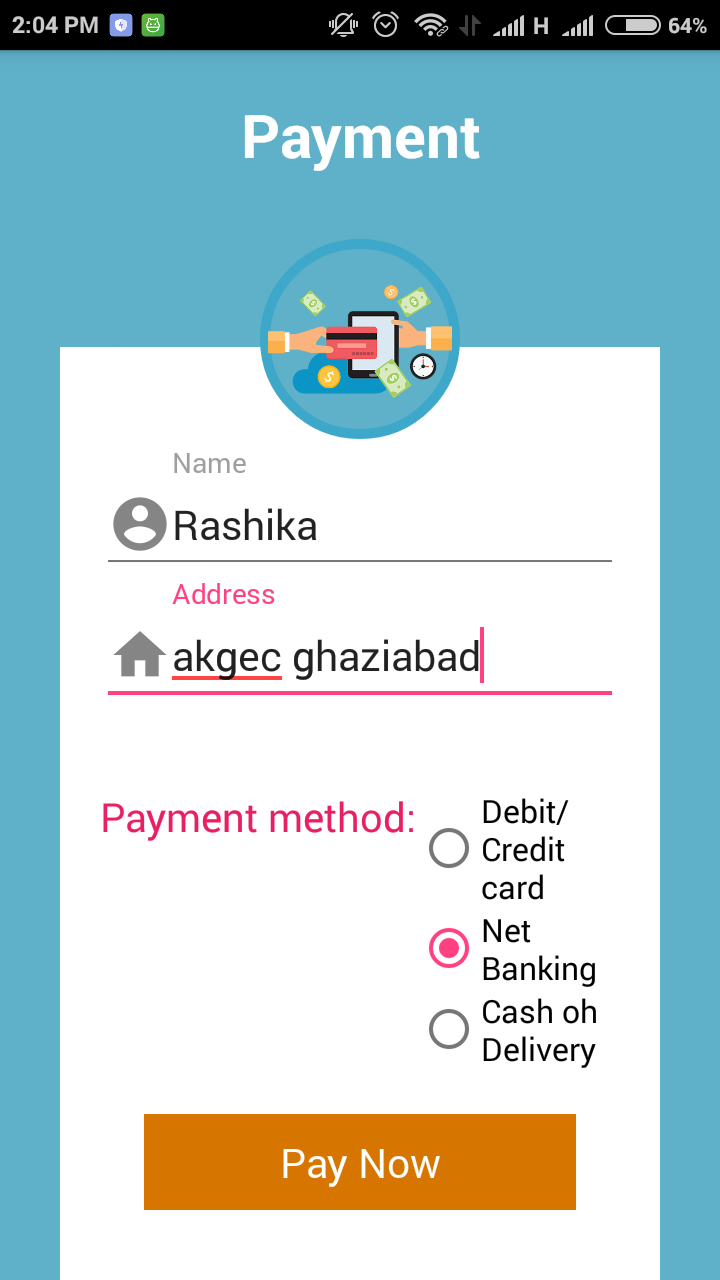 2:04 PM H 64%
Payment
Name
Rashika
Address
akgec ghaziabad
Payment method:
Debit/
Credit
card
Net
Banking
Cash oh
Delivery
Pay Now